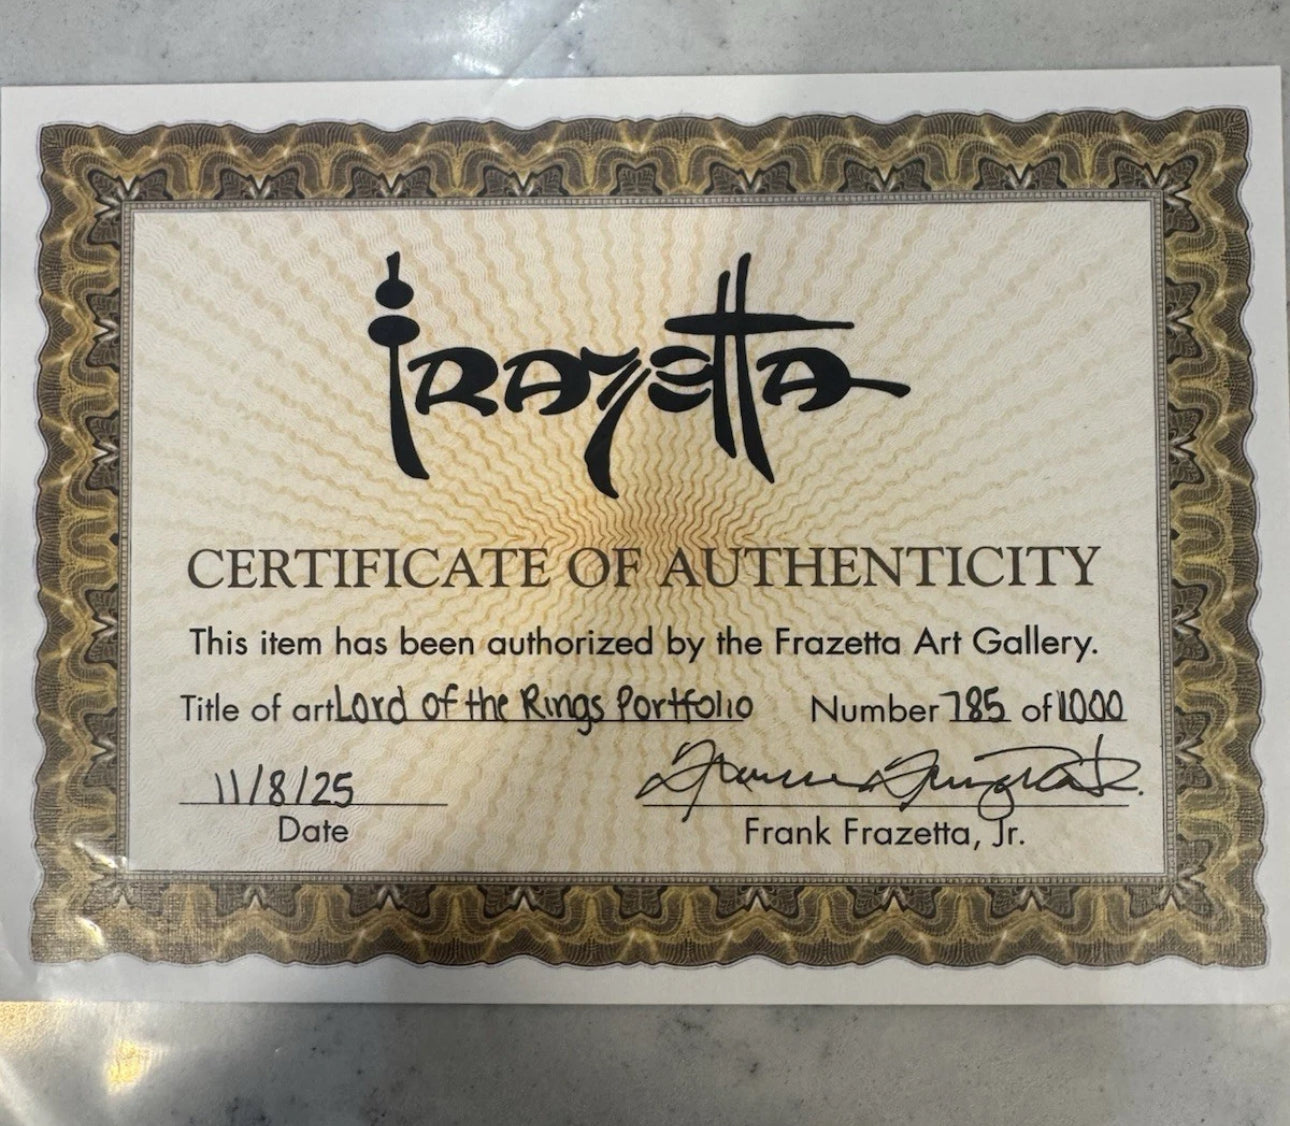 Frazetta
CERTIFICATE OF AUTHENTICITY
This item has been authorized by the Frazetta Art Gallery.
Title of art Lord of the Rings Portfolio Number 785 of 1000
11/8/25
Date
Frank Frazetta, Jr.